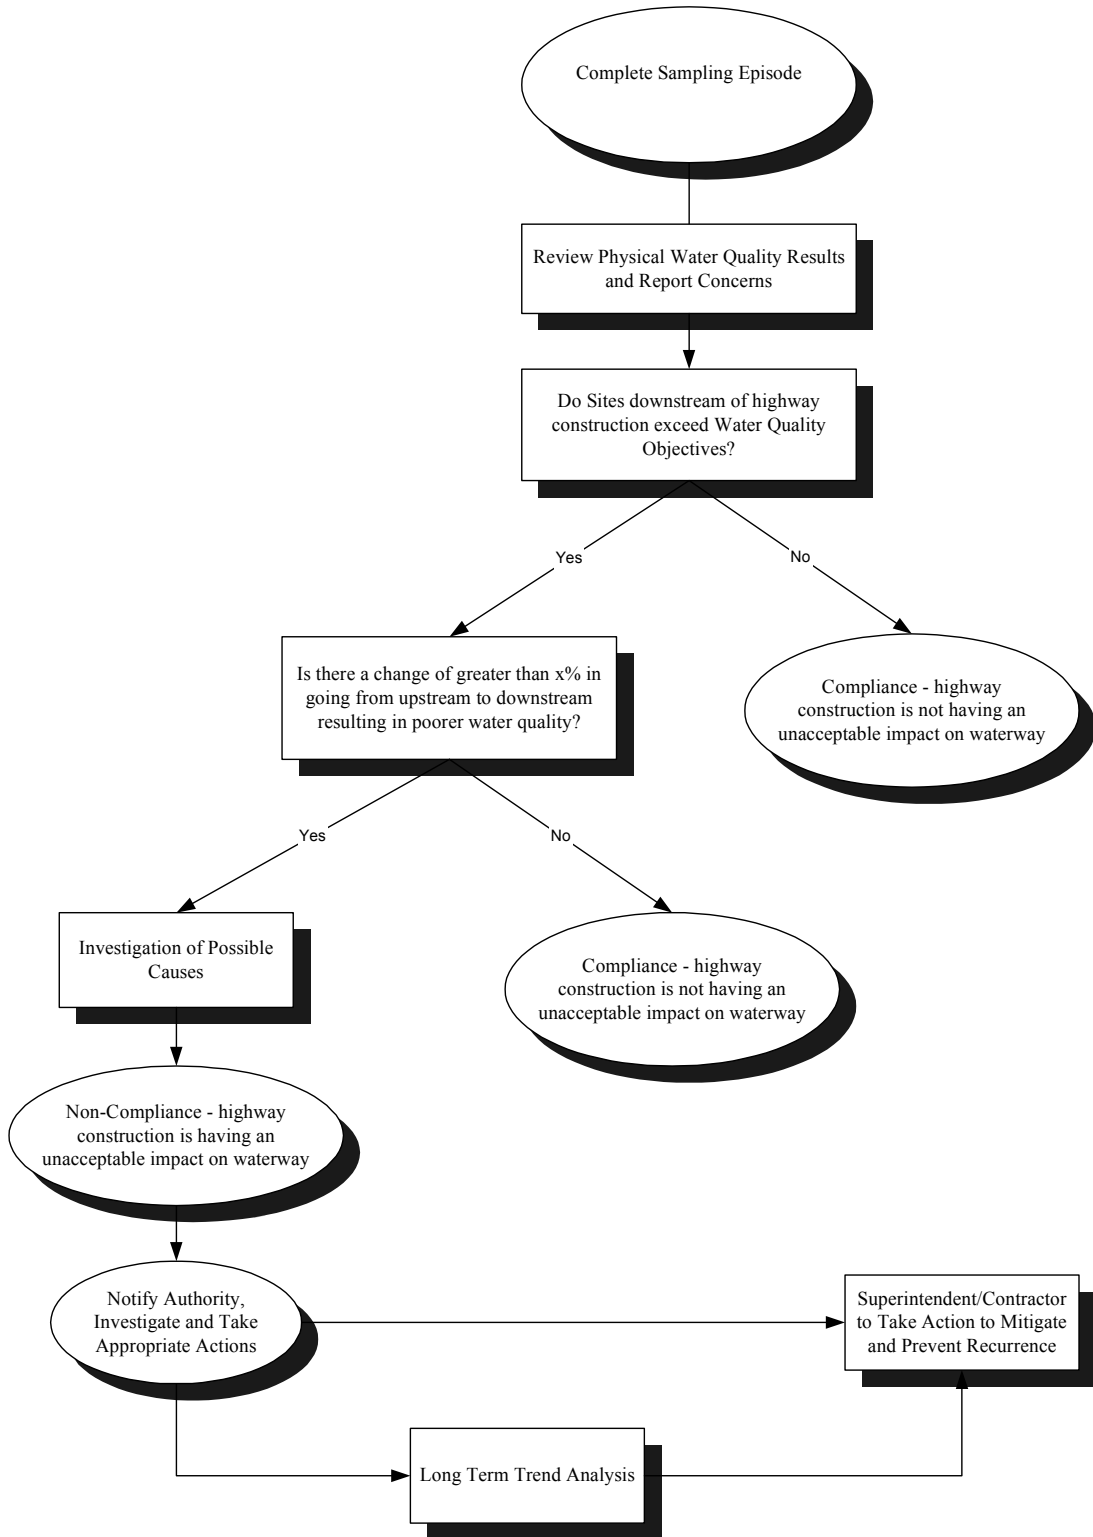 Complete Sampling Episode
Review Physical Water Quality Results
and Report Concerns
Do Sites downstream of highway
construction exceed Water Quality
Objectives?
Yes
No
Is there a change of greater than x% in
going from upstream to downstream
resulting in poorer water quality?
Compliance - highway
construction is not having an
unacceptable impact on waterway
Yes
No
Investigation of Possible
Causes
Compliance - highway
construction is not having an
unacceptable impact on waterway
Non-Compliance - highway
construction is having an
unacceptable impact on waterway
Notify Authority,
Investigate and Take
Appropriate Actions
Superintendent/Contractor
to Take Action to Mitigate
and Prevent Recurrence
Long Term Trend Analysis